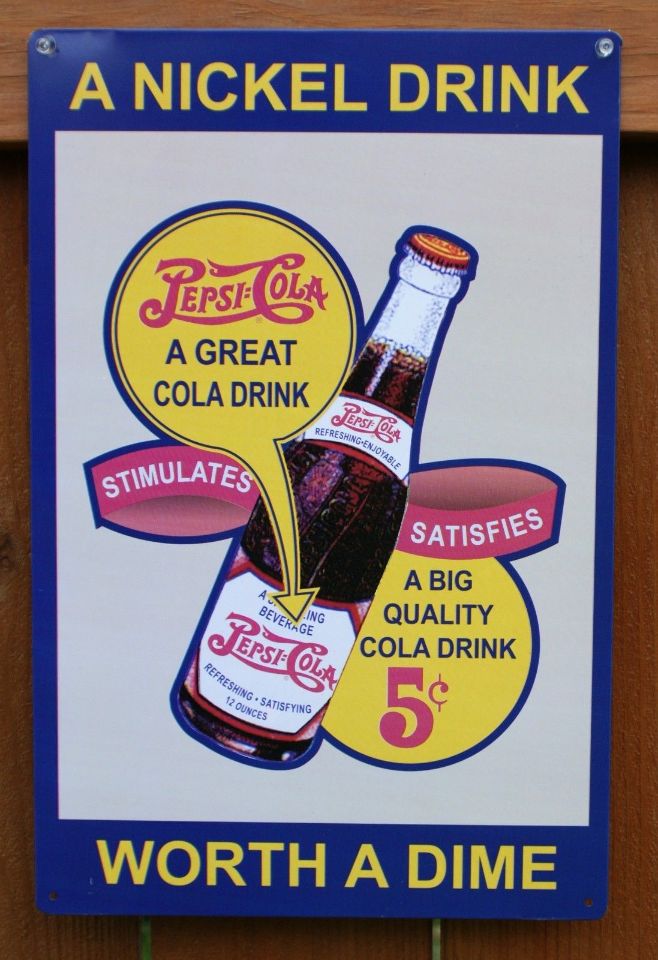 A NICKEL DRINK
PEPSI=COLA
A GREAT
COLA DRINK
PEPSI=COLA
REFRESHING•ENJOYABLE
STIMULATES
SATISFIES
A BIG
QUALITY
COLA DRINK
5¢
BEVERAGE
PEPSI=COLA
REFRESHING • SATISFYING
12 OUNCES
WORTH A DIME